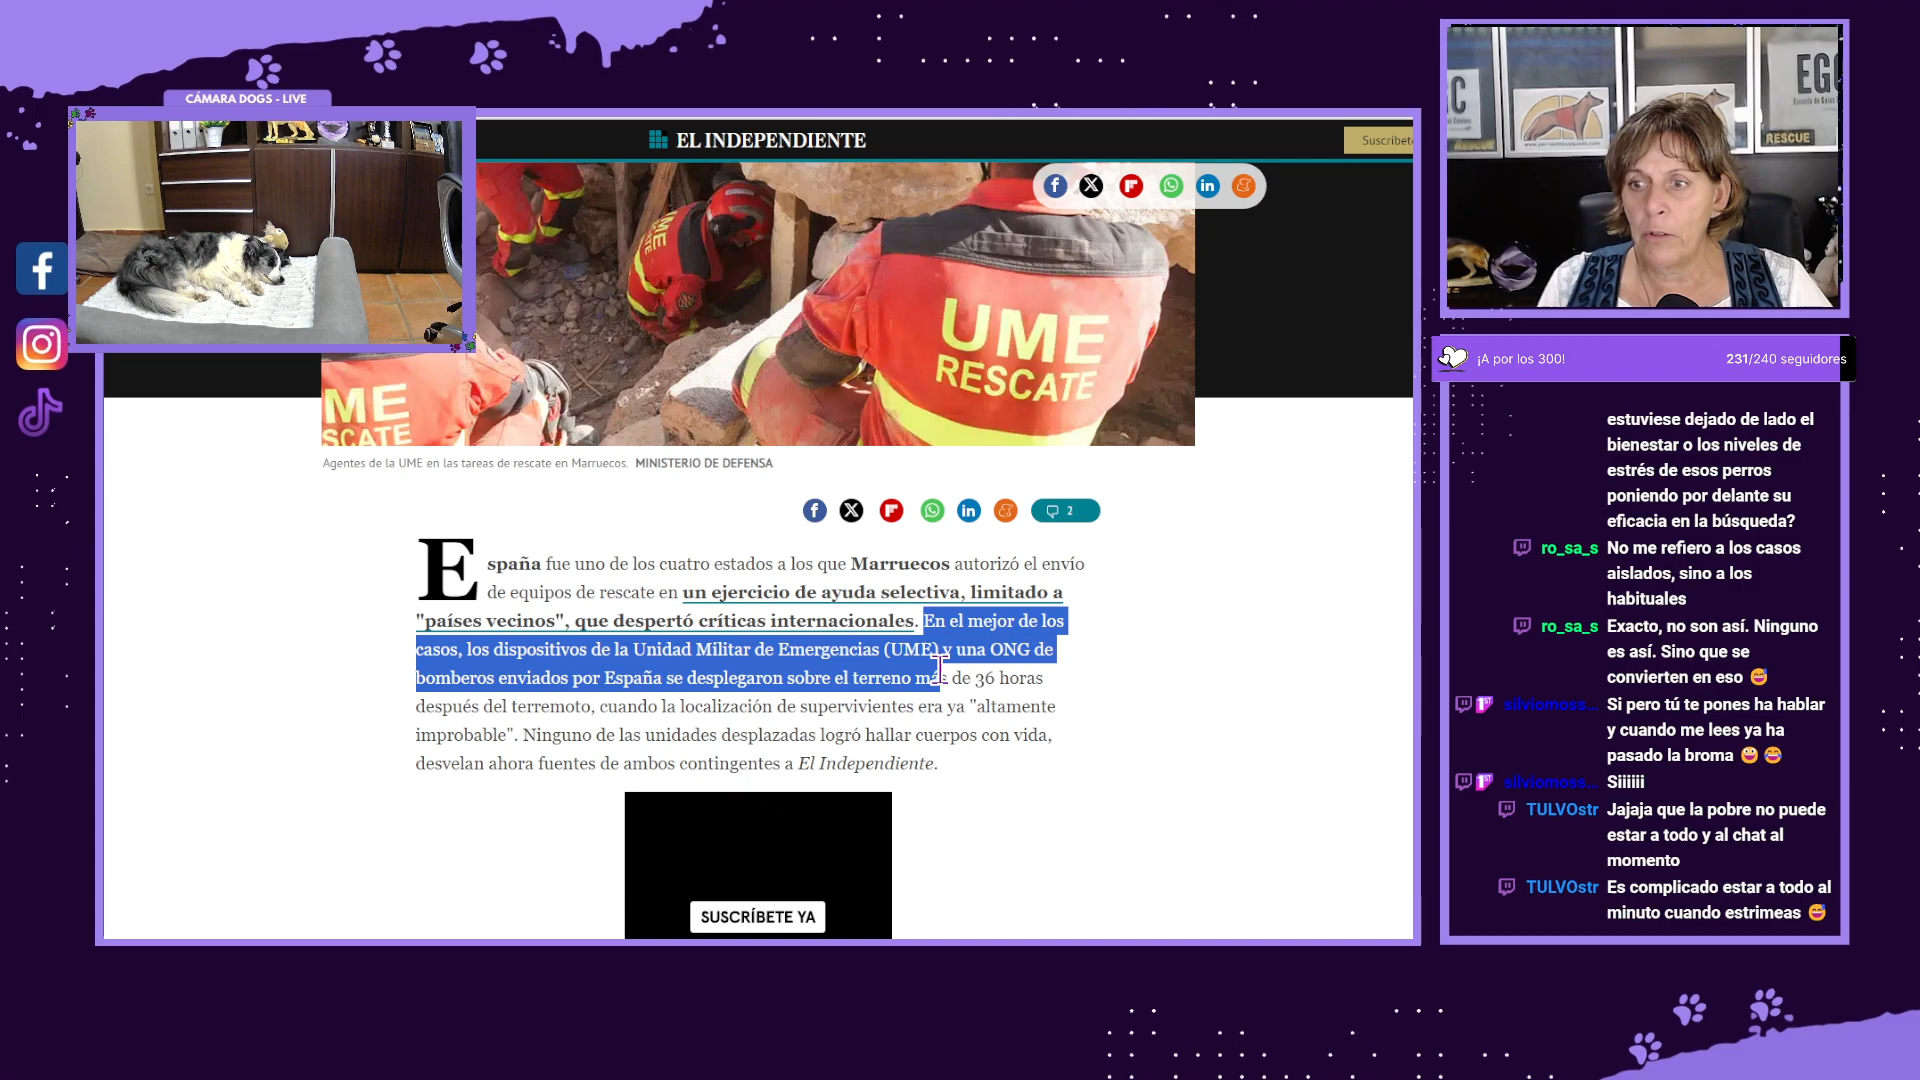 CÁMARA DOGS - LIVE
EL INDEPENDIENTE
Suscríbete
UME
UME
RESCATE
ME
SCATE
Agentes de la UME en las tareas de rescate en Marruecos. MINISTERIO DE DEFENSA
2
España fue uno de los cuatro estados a los que Marruecos autorizó el envío
de equipos de rescate en un ejercicio de ayuda selectiva, limitado a
"países vecinos", que despertó críticas internacionales. En el mejor de los
casos, los dispositivos de la Unidad Militar de Emergencias (UME) y una ONG de
bomberos enviados por España se desplegaron sobre el terreno más de 36 horas
después del terremoto, cuando la localización de supervivientes era ya "altamente
improbable". Ninguno de las unidades desplazadas logró hallar cuerpos con vida,
desvelan ahora fuentes de ambos contingentes a El Independiente.
SUSCRÍBETE YA
C
EGC
Escuela de Guías Caninos
RESCUE
RESCUE
¡A por los 300!
231/240 seguidores
estuviese dejado de lado el
bienestar o los niveles de
estrés de esos perros
poniendo por delante su
eficacia en la búsqueda?
ro_sa_s No me refiero a los casos
aislados, sino a los
habituales
ro_sa_s Exacto, no son así. Ninguno
es así. Sino que se
convierten en eso 😅
silviomoss... Si pero tú te pones ha hablar
y cuando me lees ya ha
pasado la broma 😀 😂
silviomoss... Siiiiii
TULVOstr Jajaja que la pobre no puede
estar a todo y al chat al
momento
TULVOstr Es complicado estar a todo al
minuto cuando estrimeas 😅